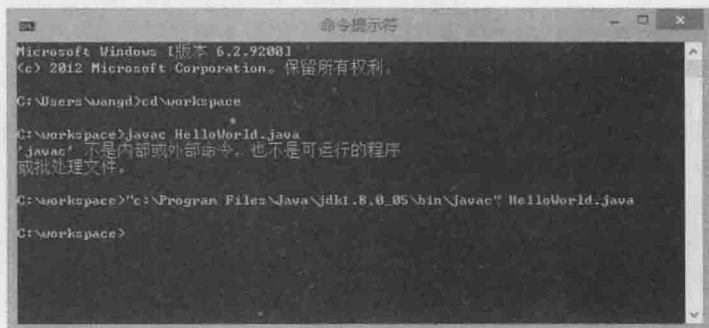 命令提示符
Microsoft Windows [版本 6.2.9200]
(c) 2012 Microsoft Corporation。保留所有权利。
C:\Users\wangd>cd\workspace
C:\workspace>javac HelloWorld.java
'javac' 不是内部或外部命令，也不是可运行的程序
或批处理文件。
C:\workspace>"c:\Program Files\Java\jdk1.8.0_05\bin\javac" HelloWorld.java
C:\workspace>